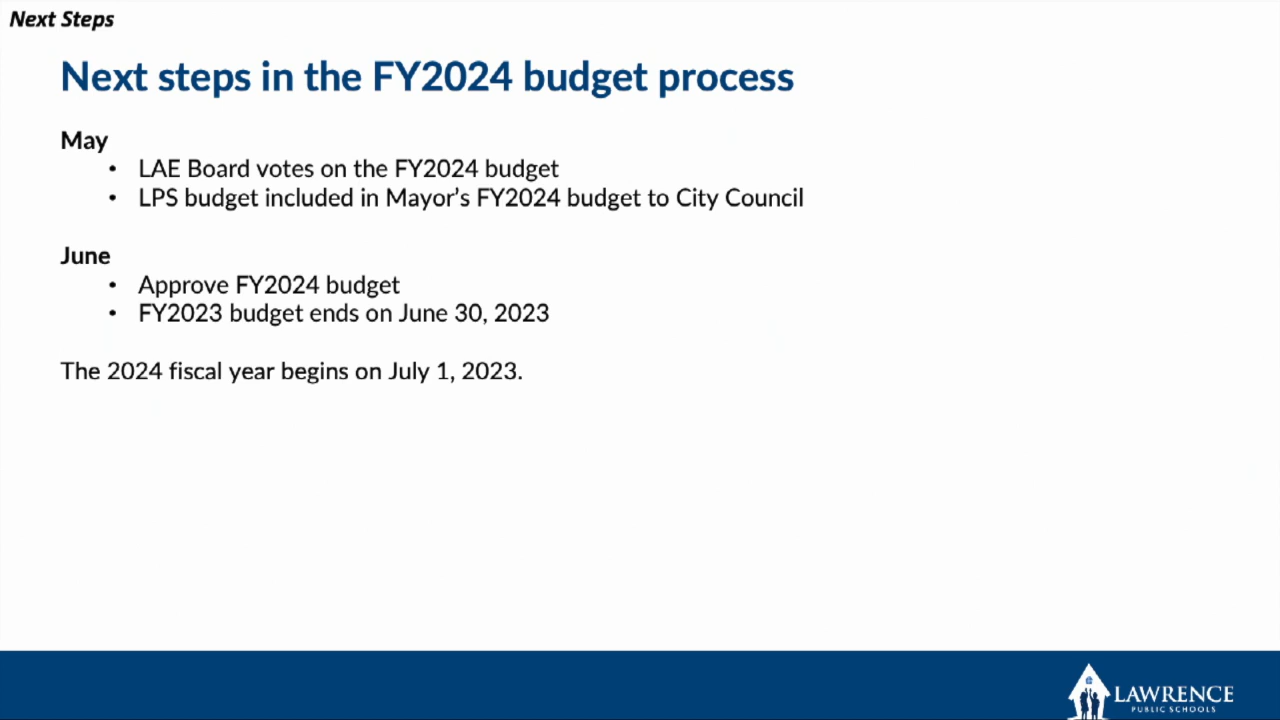 Next Steps
Next steps in the FY2024 budget process
May
• LAE Board votes on the FY2024 budget
• LPS budget included in Mayor’s FY2024 budget to City Council
June
• Approve FY2024 budget
• FY2023 budget ends on June 30, 2023
The 2024 fiscal year begins on July 1, 2023.
LAWRENCE
PUBLIC SCHOOLS